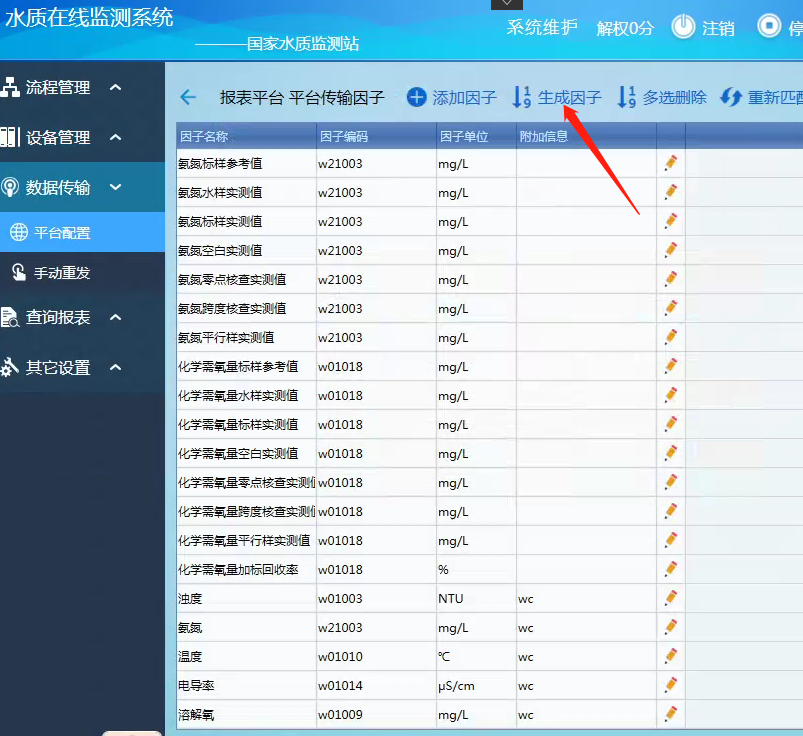 水质在线监测系统
———国家水质监测站
系统维护 解权0分 注销 停
流程管理
设备管理
数据传输
平台配置
手动重发
查询报表
其它设置
报表平台 平台传输因子 添加因子 生成因子 多选删除 重新匹配
因子名称 因子编码 因子单位 附加信息
氨氮标样参考值 w21003 mg/L
氨氮水样实测值 w21003 mg/L
氨氮标样实测值 w21003 mg/L
氨氮空白实测值 w21003 mg/L
氨氮零点核查实测值 w21003 mg/L
氨氮跨度核查实测值 w21003 mg/L
氨氮平行样实测值 w21003 mg/L
化学需氧量标样参考值 w01018 mg/L
化学需氧量水样实测值 w01018 mg/L
化学需氧量标样实测值 w01018 mg/L
化学需氧量空白实测值 w01018 mg/L
化学需氧量零点核查实测值 w01018 mg/L
化学需氧量跨度核查实测值 w01018 mg/L
化学需氧量平行样实测值 w01018 mg/L
化学需氧量加标回收率 w01018 %
浊度 w01003 NTU wc
氨氮 w21003 mg/L wc
温度 w01010 ℃ wc
电导率 w01014 μS/cm wc
溶解氧 w01009 mg/L wc